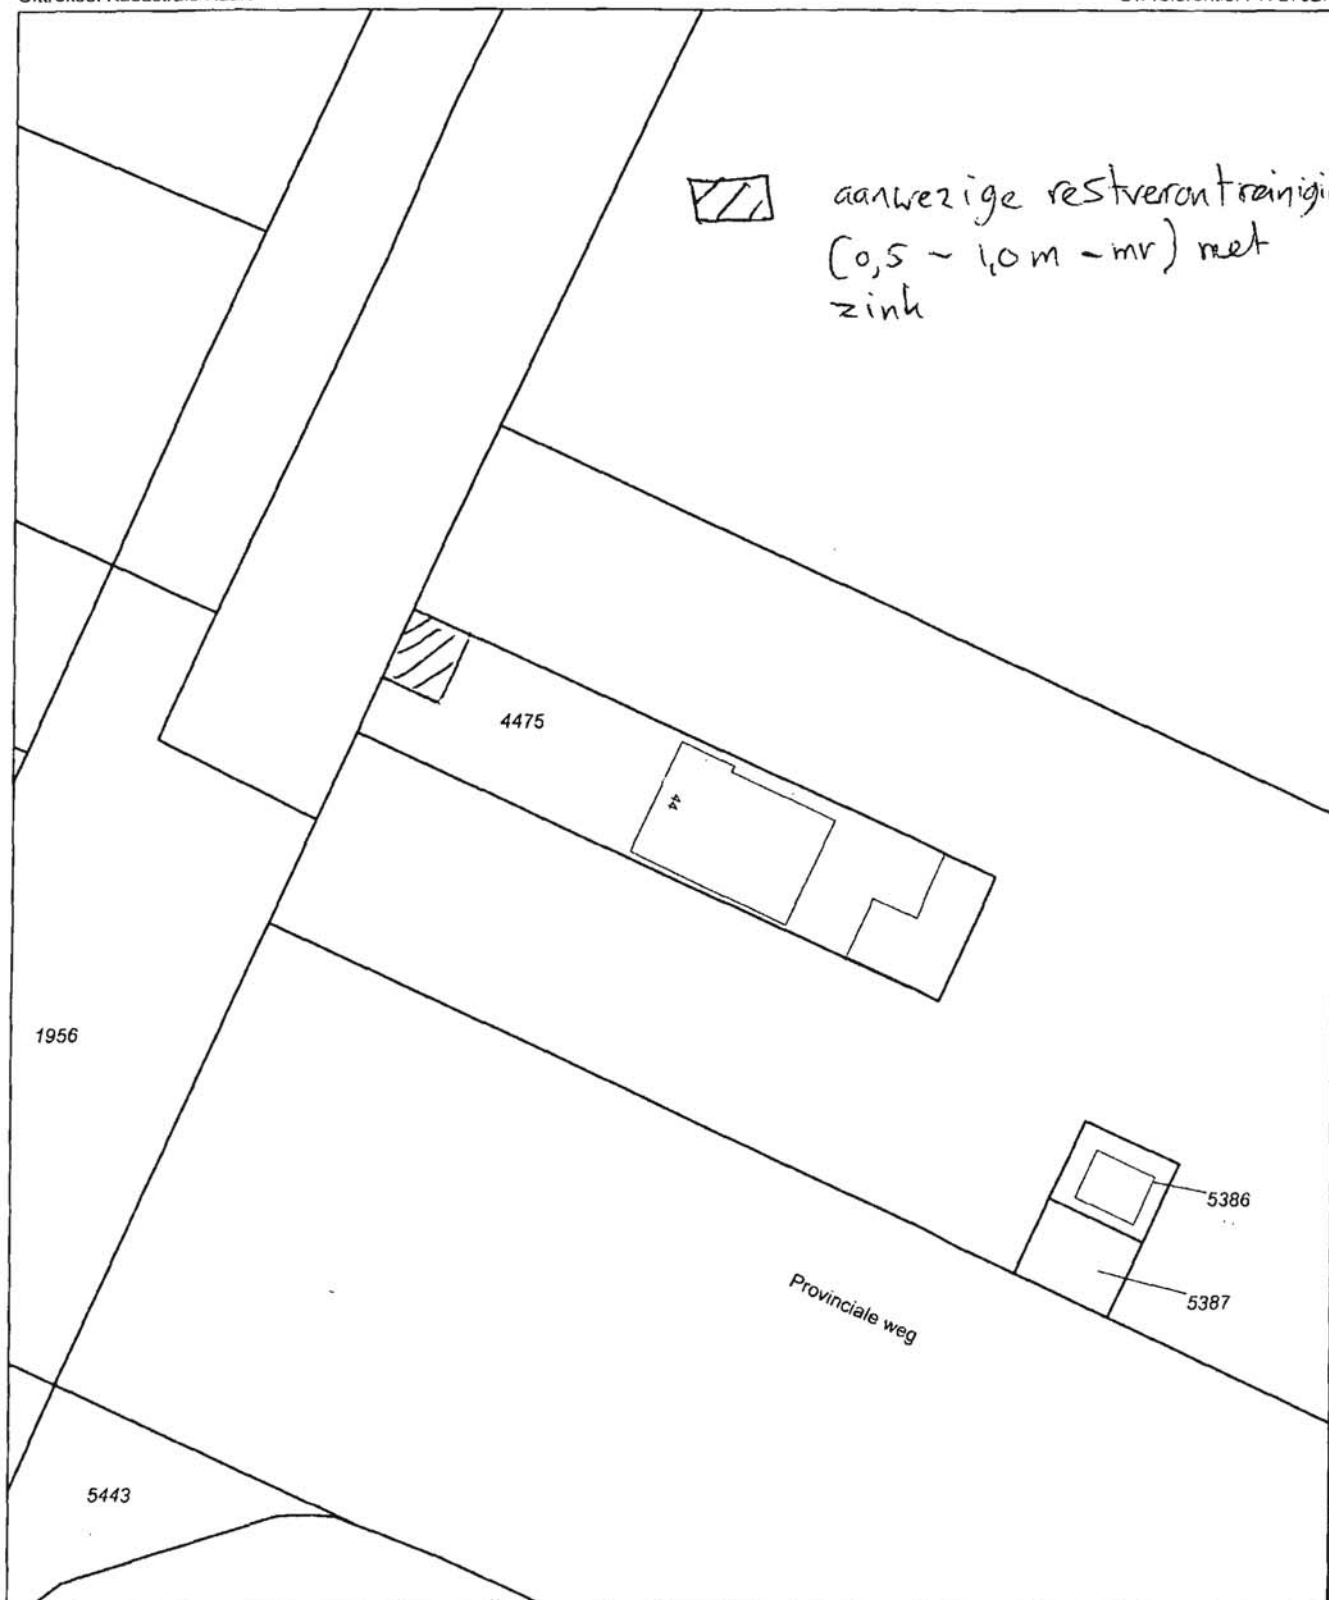 aanwezige restverontreinigi
(0,5 - 1,0 m - mv) met
zink
4475
44
1956
5386
5387
Provinciale weg
5443